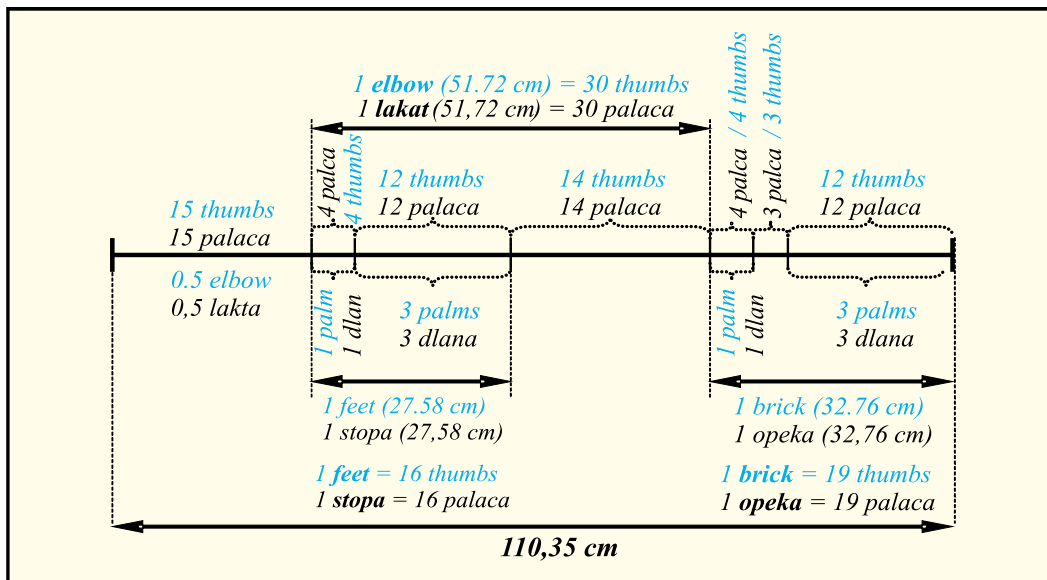 1 elbow (51.72 cm) = 30 thumbs
1 lakat (51,72 cm) = 30 palaca
4 palca
4 thumbs
12 thumbs
12 palaca
14 thumbs
14 palaca
4 palca / 4 thumbs
3 palca / 3 thumbs
12 thumbs
12 palaca
15 thumbs
15 palaca
0.5 elbow
0,5 lakta
1 palm
1 dlan
3 palms
3 dlana
1 palm
1 dlan
3 palms
3 dlana
1 feet (27.58 cm)
1 stopa (27,58 cm)
1 brick (32.76 cm)
1 opeka (32,76 cm)
1 feet = 16 thumbs
1 stopa = 16 palaca
1 brick = 19 thumbs
1 opeka = 19 palaca
110,35 cm